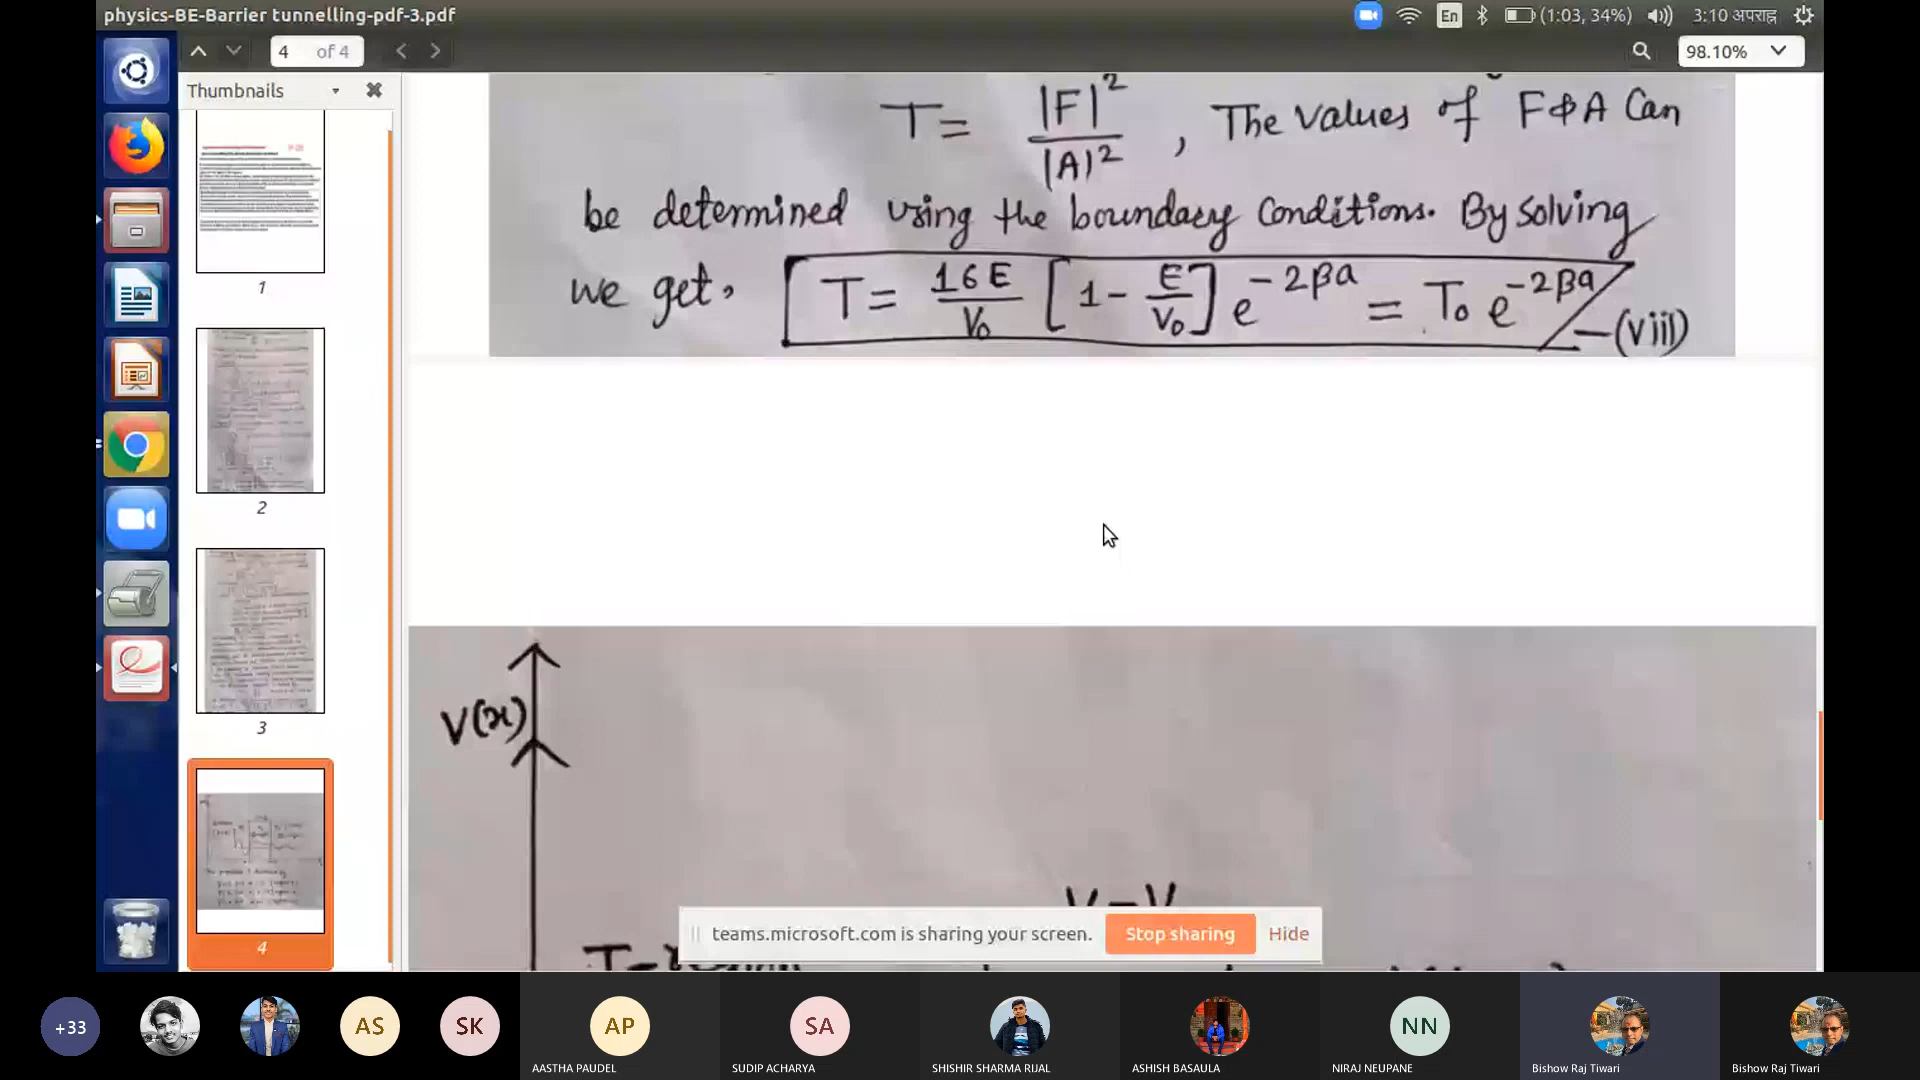 physics-BE-Barrier tunnelling-pdf-3.pdf
En
(1:03, 34%)
3:10 अपराह्न
4 of 4
98.10%
Thumbnails
1
2
3
4
T = |F|² / |A|² , The values of F & A Can
be determined using the boundary Conditions. By solving
we get, T = 16E/V₀ [1 - E/V₀] e^-2βa = T₀ e^-2βa —(viii)
V(x)
teams.microsoft.com is sharing your screen.
Stop sharing
Hide
+33
AS
SK
AP
SA
NN
AASTHA PAUDEL
SUDIP ACHARYA
SHISHIR SHARMA RIJAL
ASHISH BASAULA
NIRAJ NEUPANE
Bishow Raj Tiwari
Bishow Raj Tiwari